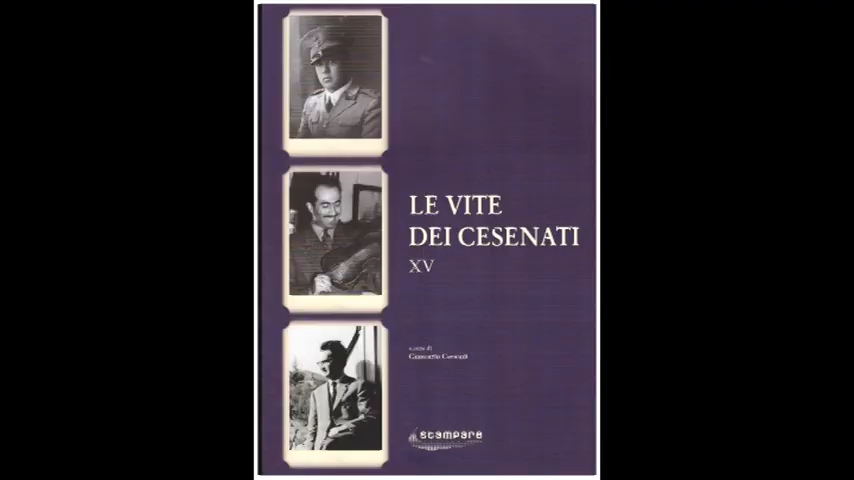 LE VITE
DEI CESENATI
XV
a cura di
stampare